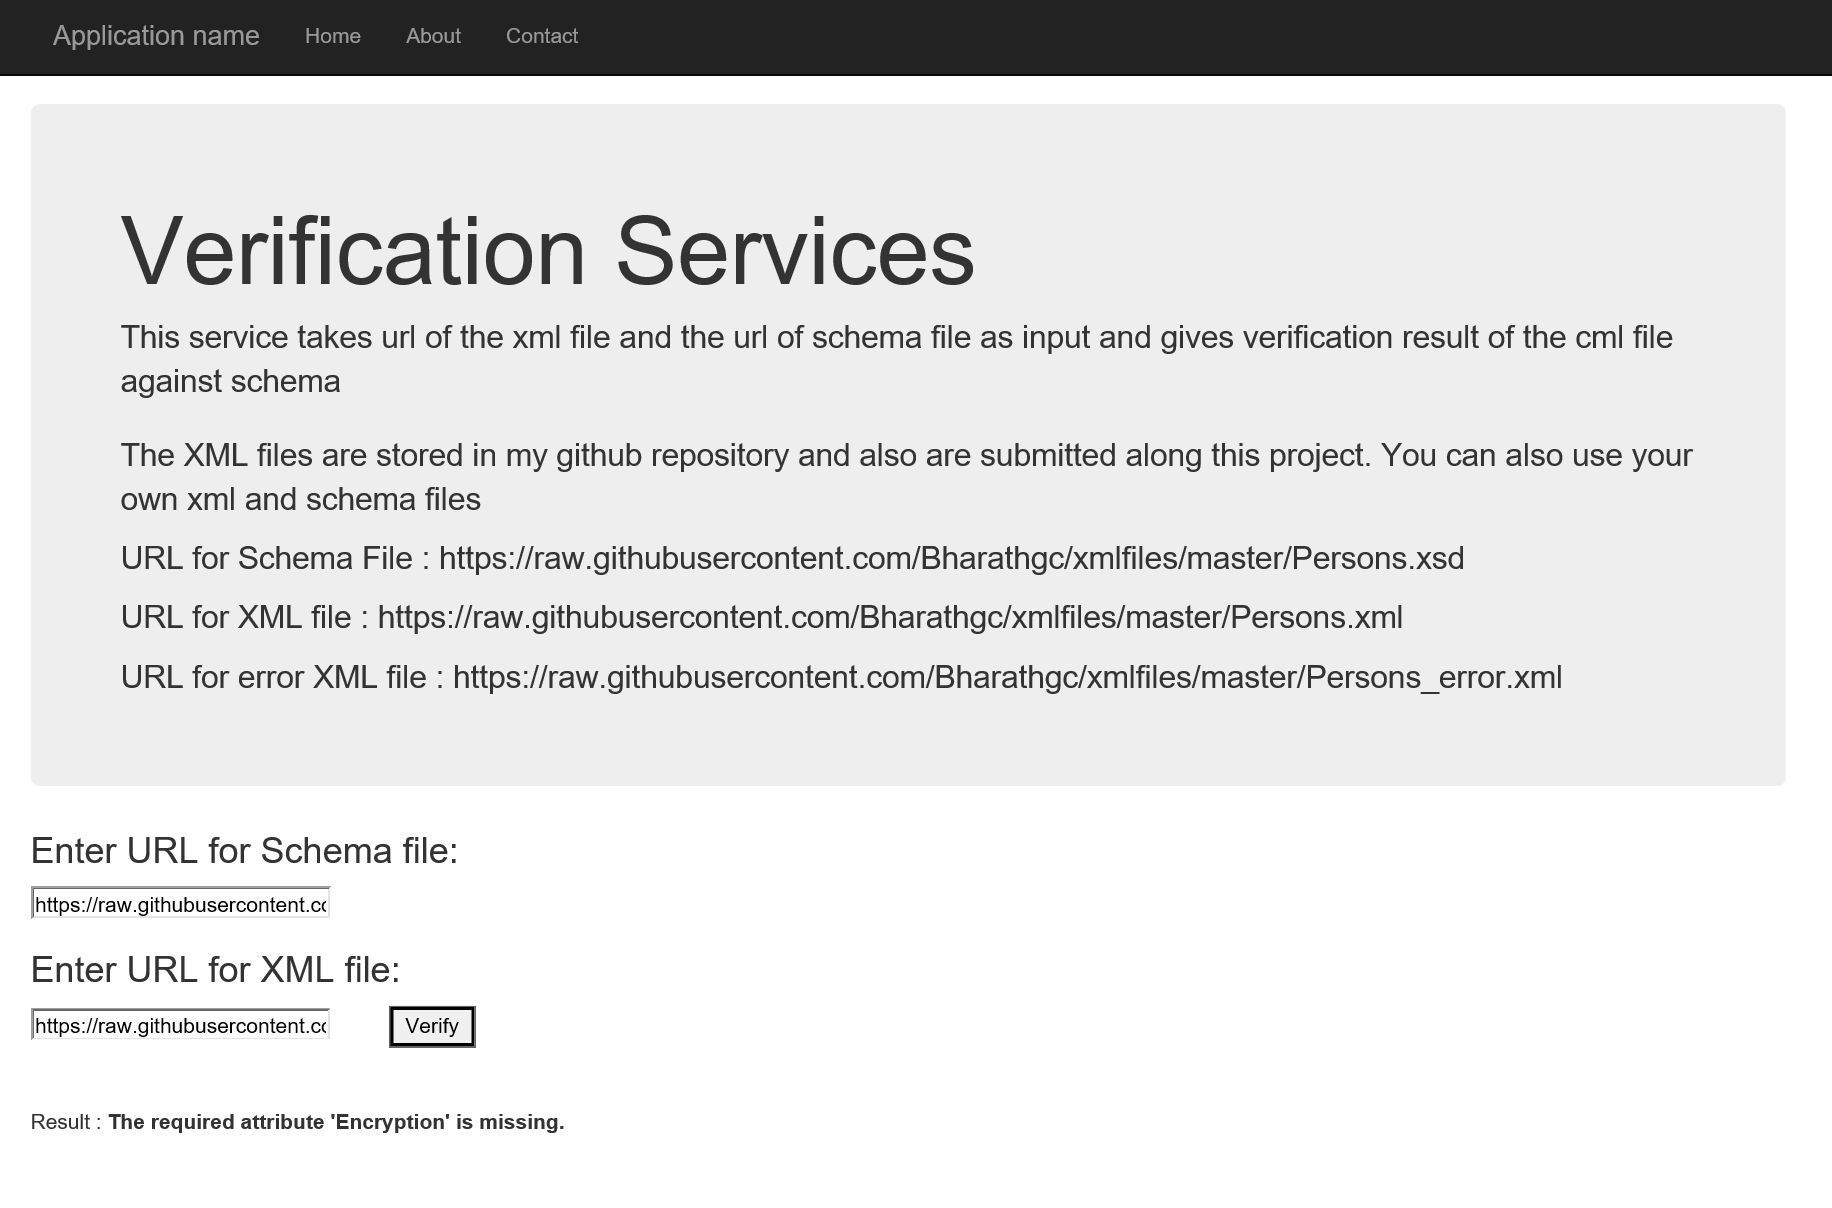 Application name Home About Contact
Verification Services
This service takes url of the xml file and the url of schema file as input and gives verification result of the cml file
against schema
The XML files are stored in my github repository and also are submitted along this project. You can also use your
own xml and schema files
URL for Schema File : https://raw.githubusercontent.com/Bharathgc/xmlfiles/master/Persons.xsd
URL for XML file : https://raw.githubusercontent.com/Bharathgc/xmlfiles/master/Persons.xml
URL for error XML file : https://raw.githubusercontent.com/Bharathgc/xmlfiles/master/Persons_error.xml
Enter URL for Schema file:
https://raw.githubusercontent.co
Enter URL for XML file:
https://raw.githubusercontent.co Verify
Result : The required attribute 'Encryption' is missing.